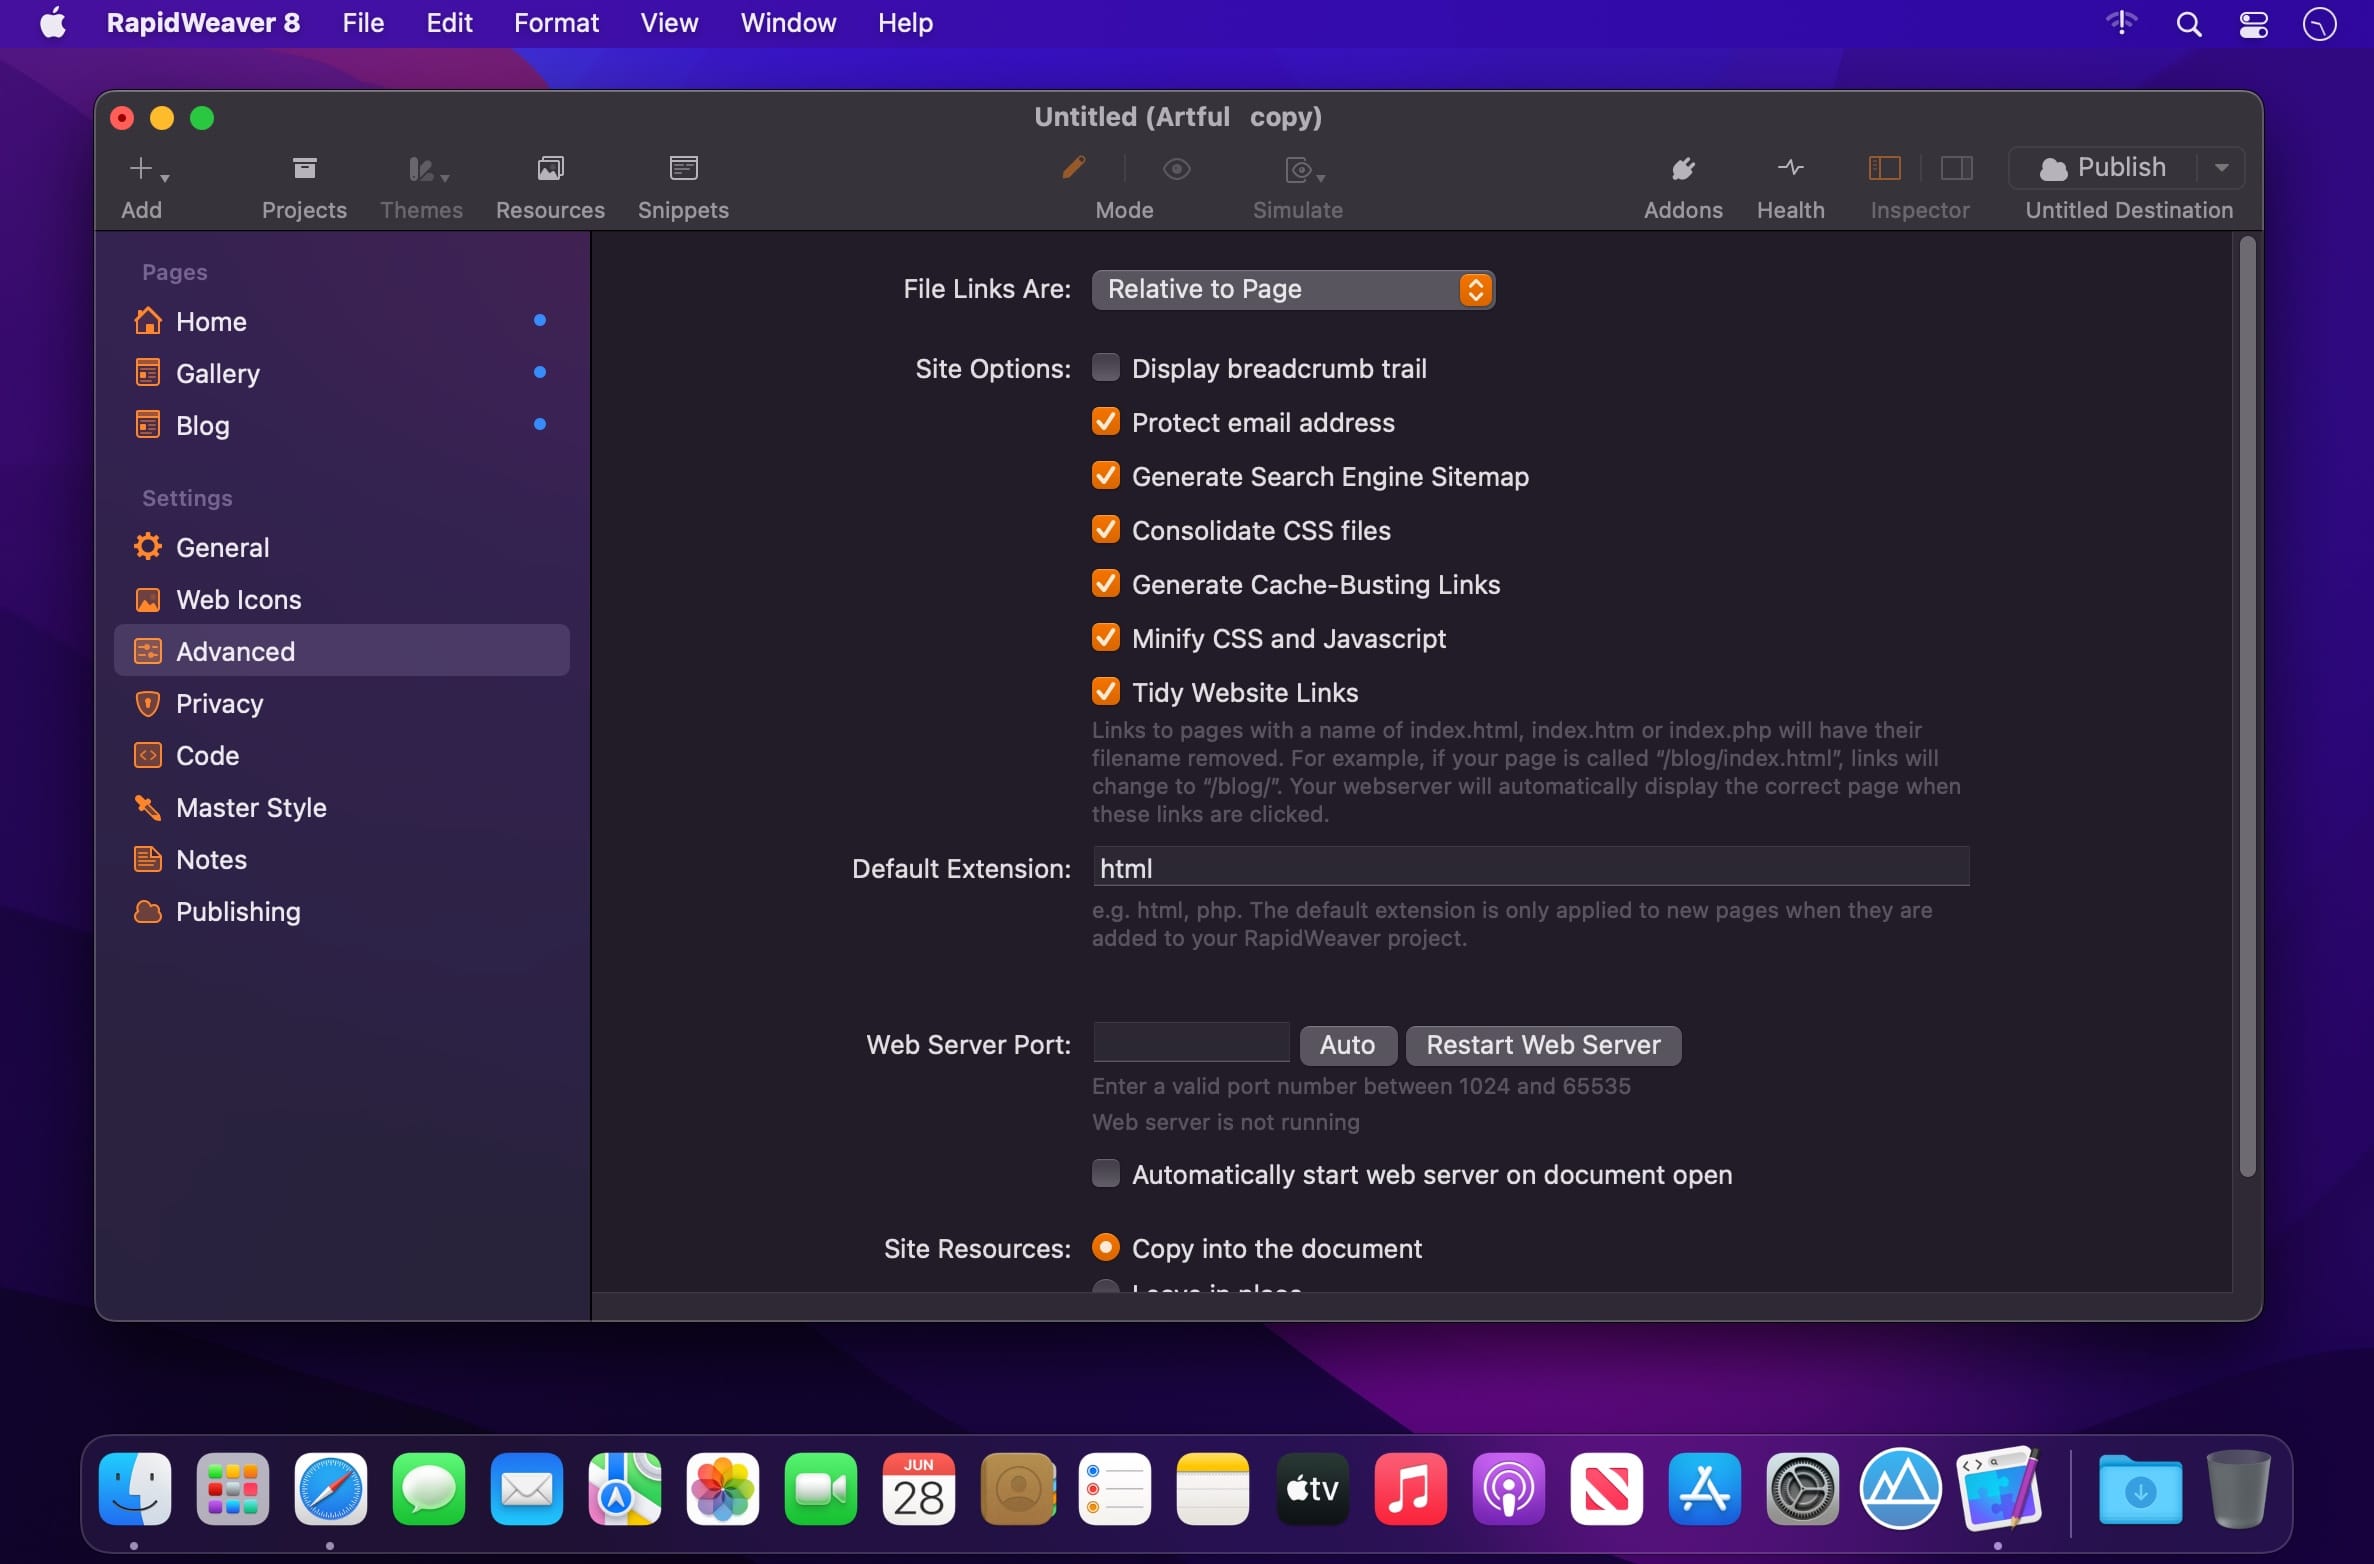 RapidWeaver 8 File Edit Format View Window Help
Untitled (Artful copy)
Add Projects Themes Resources Snippets Mode Simulate Addons Health Inspector
Publish
Untitled Destination
Pages
Home
Gallery
Blog
Settings
General
Web Icons
Advanced
Privacy
Code
Master Style
Notes
Publishing
File Links Are: Relative to Page
Site Options: Display breadcrumb trail
Protect email address
Generate Search Engine Sitemap
Consolidate CSS files
Generate Cache-Busting Links
Minify CSS and Javascript
Tidy Website Links
Links to pages with a name of index.html, index.htm or index.php will have their
filename removed. For example, if your page is called “/blog/index.html”, links will
change to “/blog/”. Your webserver will automatically display the correct page when
these links are clicked.
Default Extension: html
e.g. html, php. The default extension is only applied to new pages when they are
added to your RapidWeaver project.
Web Server Port: Auto Restart Web Server
Enter a valid port number between 1024 and 65535
Web server is not running
Automatically start web server on document open
Site Resources: Copy into the document
Leave in place
JUN
28
tv